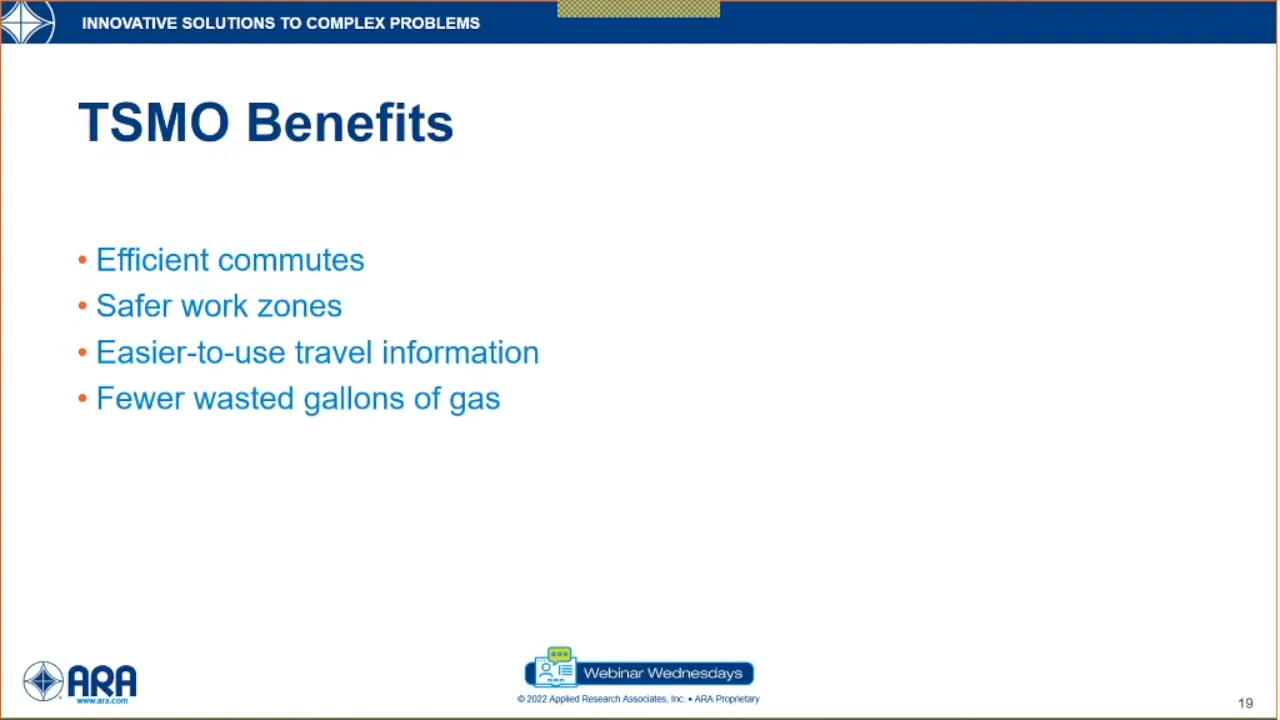 INNOVATIVE SOLUTIONS TO COMPLEX PROBLEMS
TSMO Benefits
• Efficient commutes
• Safer work zones
• Easier-to-use travel information
• Fewer wasted gallons of gas
ARA
www.ara.com
Webinar Wednesdays
© 2022 Applied Research Associates, Inc. • ARA Proprietary
19